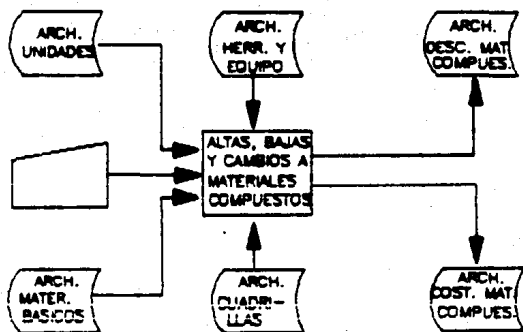 ARCH.
UNIDADES
ARCH.
HERR. Y
EQUIPO
ARCH.
DESC. MAT.
COMPUES.
ALTAS, BAJAS
Y CAMBIOS A
MATERIALES
COMPUESTOS
ARCH.
MATER.
BASICOS
ARCH.
CUADRI-
LLAS
ARCH.
COST. MAT.
COMPUES.